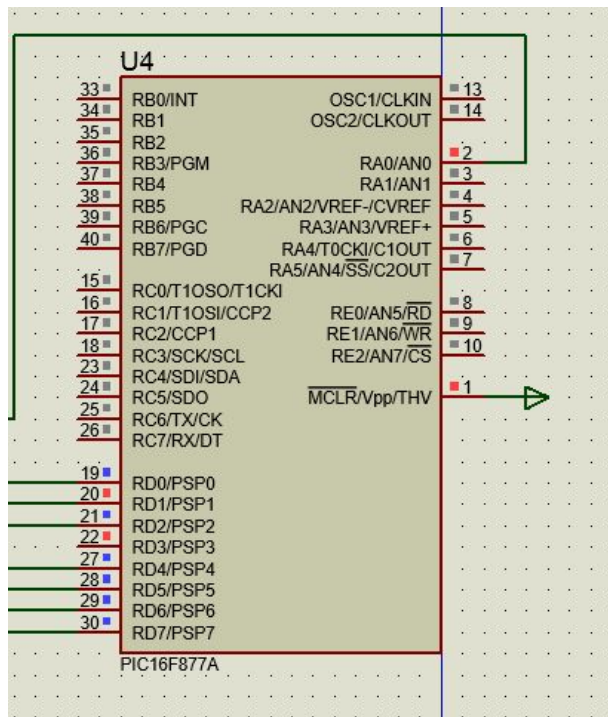 U4
33 RB0/INT OSC1/CLKIN 13
34 RB1 OSC2/CLKOUT 14
35 RB2
36 RB3/PGM RA0/AN0 2
37 RB4 RA1/AN1 3
38 RB5 RA2/AN2/VREF-/CVREF 4
39 RB6/PGC RA3/AN3/VREF+ 5
40 RB7/PGD RA4/T0CKI/C1OUT 6
RA5/AN4/SS/C2OUT 7
15 RC0/T1OSO/T1CKI
16 RC1/T1OSI/CCP2 RE0/AN5/RD 8
17 RC2/CCP1 RE1/AN6/WR 9
18 RC3/SCK/SCL RE2/AN7/CS 10
23 RC4/SDI/SDA
24 RC5/SDO MCLR/Vpp/THV 1
25 RC6/TX/CK
26 RC7/RX/DT
19 RD0/PSP0
20 RD1/PSP1
21 RD2/PSP2
22 RD3/PSP3
27 RD4/PSP4
28 RD5/PSP5
29 RD6/PSP6
30 RD7/PSP7
PIC16F877A